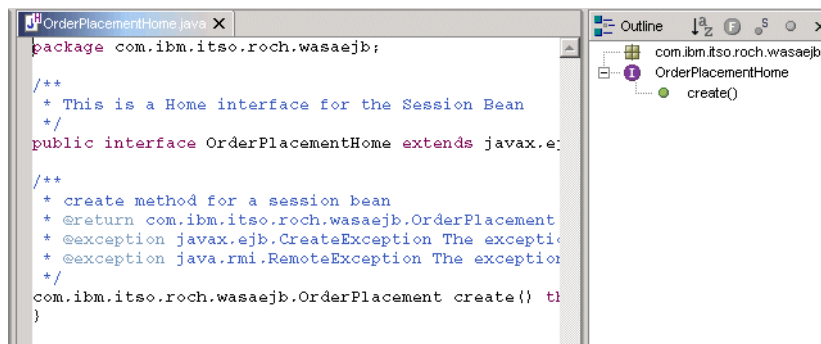 OrderPlacementHome.java
package com.ibm.itso.roch.wasaejb;
/**
* This is a Home interface for the Session Bean
*/
public interface OrderPlacementHome extends javax.ej
/**
* create method for a session bean
* @return com.ibm.itso.roch.wasaejb.OrderPlacement
* @exception javax.ejb.CreateException The excepti
* @exception java.rmi.RemoteException The exception
*/
com.ibm.itso.roch.wasaejb.OrderPlacement create() th
}
Outline
com.ibm.itso.roch.wasaejb
OrderPlacementHome
create()